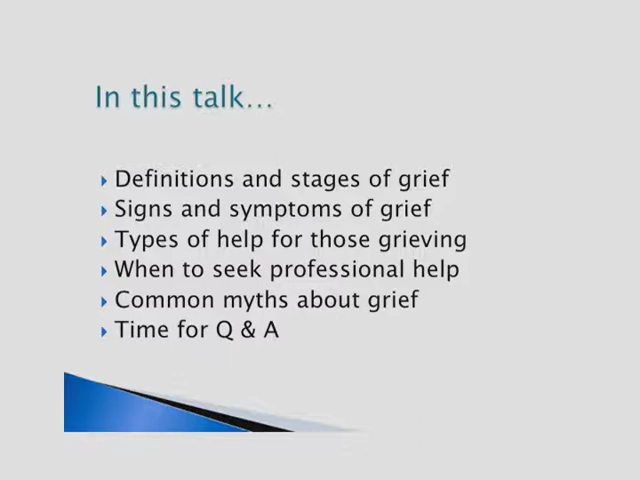 In this talk...
Definitions and stages of grief
Signs and symptoms of grief
Types of help for those grieving
When to seek professional help
Common myths about grief
Time for Q & A